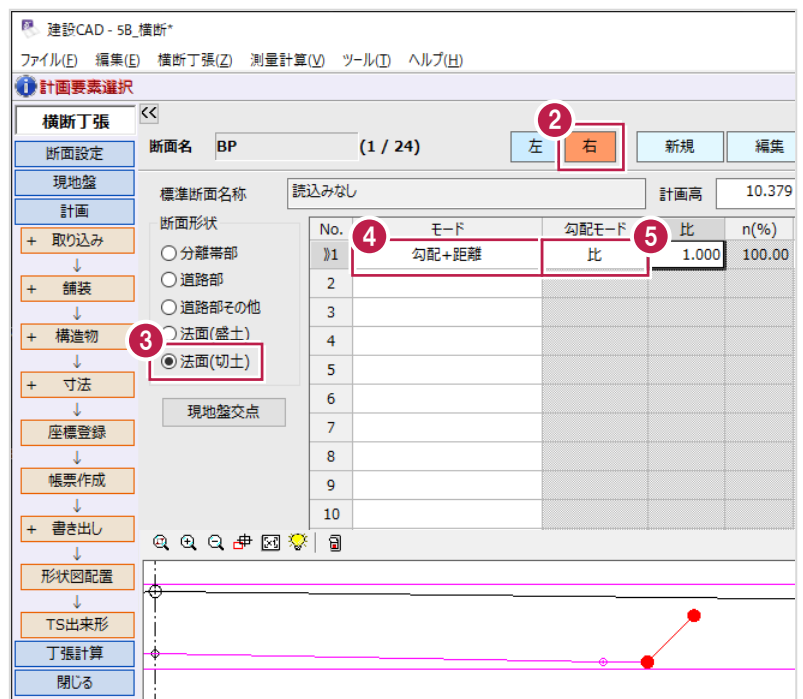 建設CAD - 5B_横断*
ファイル(F) 編集(E) 横断丁張(Z) 測量計算(V) ツール(T) ヘルプ(H)
計画要素選択
横断丁張
断面設定
現地盤
計画
+ 取り込み
↓
+ 舗装
↓
+ 構造物
↓
+ 寸法
↓
座標登録
↓
帳票作成
↓
+ 書き出し
↓
形状図配置
↓
TS出来形
丁張計算
閉じる
<<
2
断面名 BP (1 / 24) 左 右 新規 編集
標準断面名称 読込みなし 計画高 10.379
断面形状
分離帯部
道路部
道路部その他
法面(盛土)
3
法面(切土)
現地盤交点
4 5
No. モード 勾配モード 比 n(%)
》1 勾配+距離 比 1.000 100.00
2
3
4
5
6
7
8
9
10